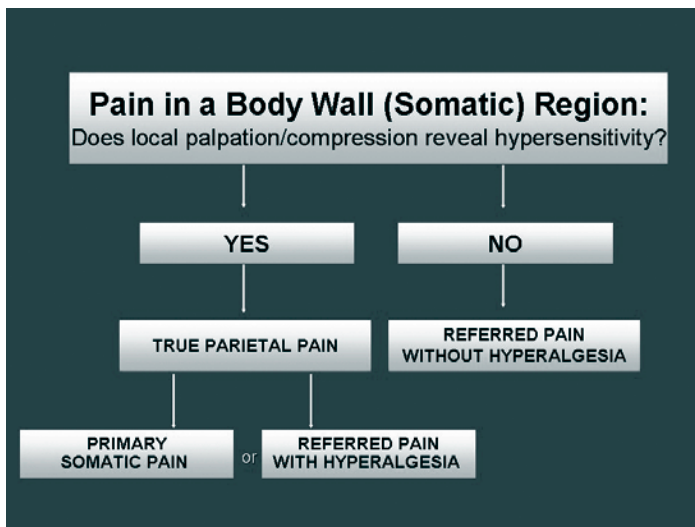 Pain in a Body Wall (Somatic) Region:
Does local palpation/compression reveal hypersensitivity?
YES
NO
TRUE PARIETAL PAIN
REFERRED PAIN
WITHOUT HYPERALGESIA
PRIMARY
SOMATIC PAIN
or
REFERRED PAIN
WITH HYPERALGESIA